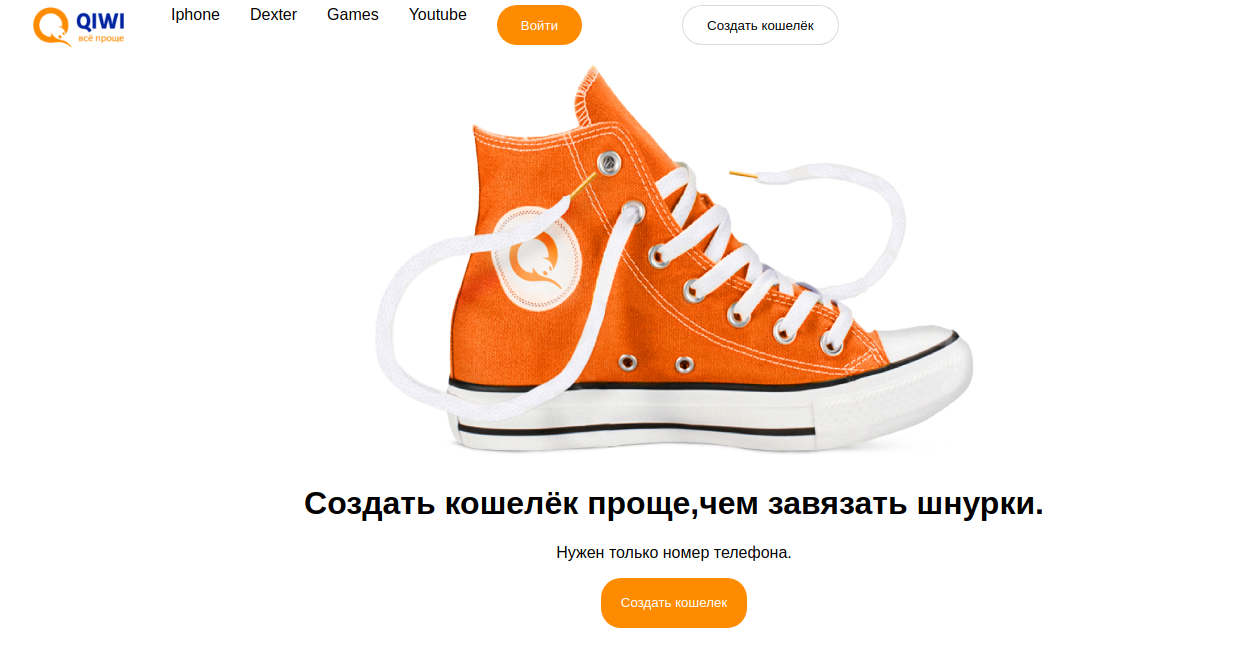 QIWI
всё проще
Iphone
Dexter
Games
Youtube
Войти
Создать кошелёк
Создать кошелёк проще,чем завязать шнурки.
Нужен только номер телефона.
Создать кошелек